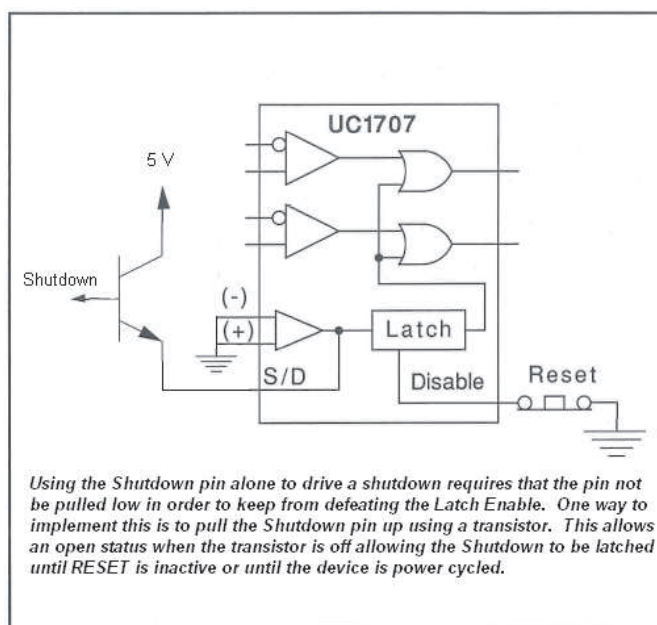 UC1707
5 V
Shutdown
(-)
(+)
Latch
S/D
Disable
Reset
Using the Shutdown pin alone to drive a shutdown requires that the pin not
be pulled low in order to keep from defeating the Latch Enable. One way to
implement this is to pull the Shutdown pin up using a transistor. This allows
an open status when the transistor is off allowing the Shutdown to be latched
until RESET is inactive or until the device is power cycled.